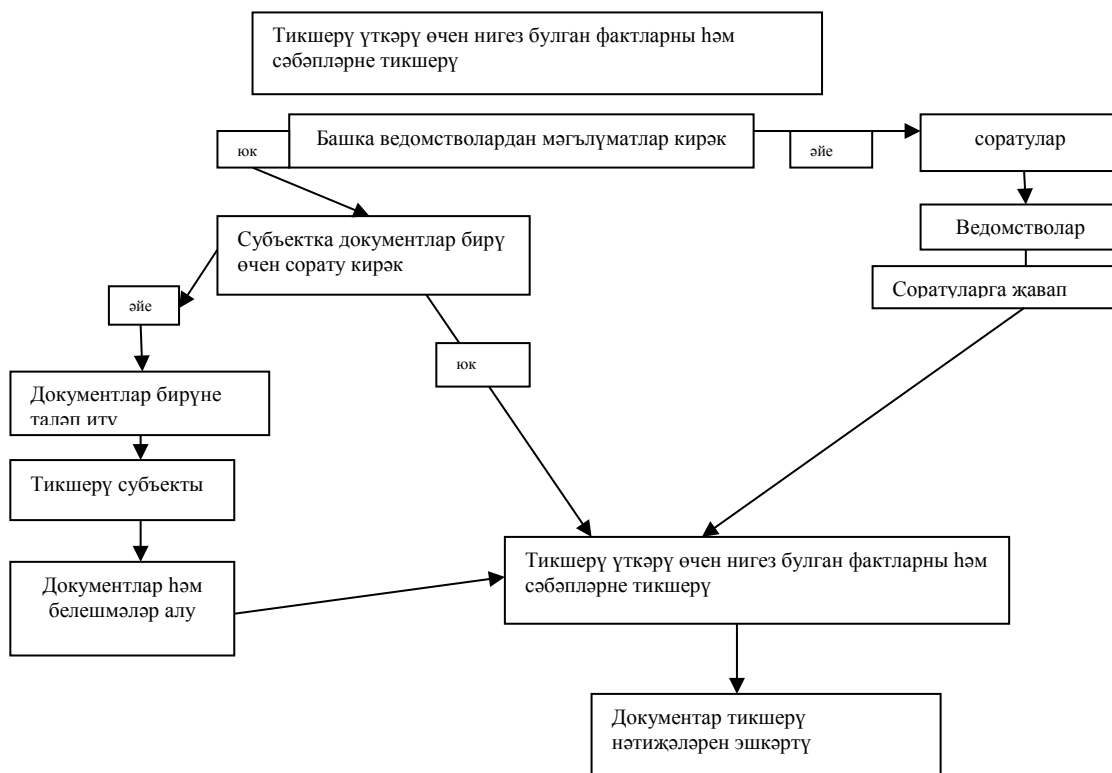 Тикшерү үткәрү өчен нигез булган фактларны һәм
сәбәпләрне тикшерү
юк
Башка ведомстволардан мәгълүматлар кирәк
әйе
соратулар
Субъектка документлар бирү
өчен сорату кирәк
Ведомстволар
Соратуларга җавап
әйе
юк
Документлар бирүне
таләп итү
Тикшерү субъекты
Документлар һәм
белешмәләр алу
Тикшерү үткәрү өчен нигез булган фактларны һәм
сәбәпләрне тикшерү
Документар тикшерү
нәтиҗәләрен эшкәртү